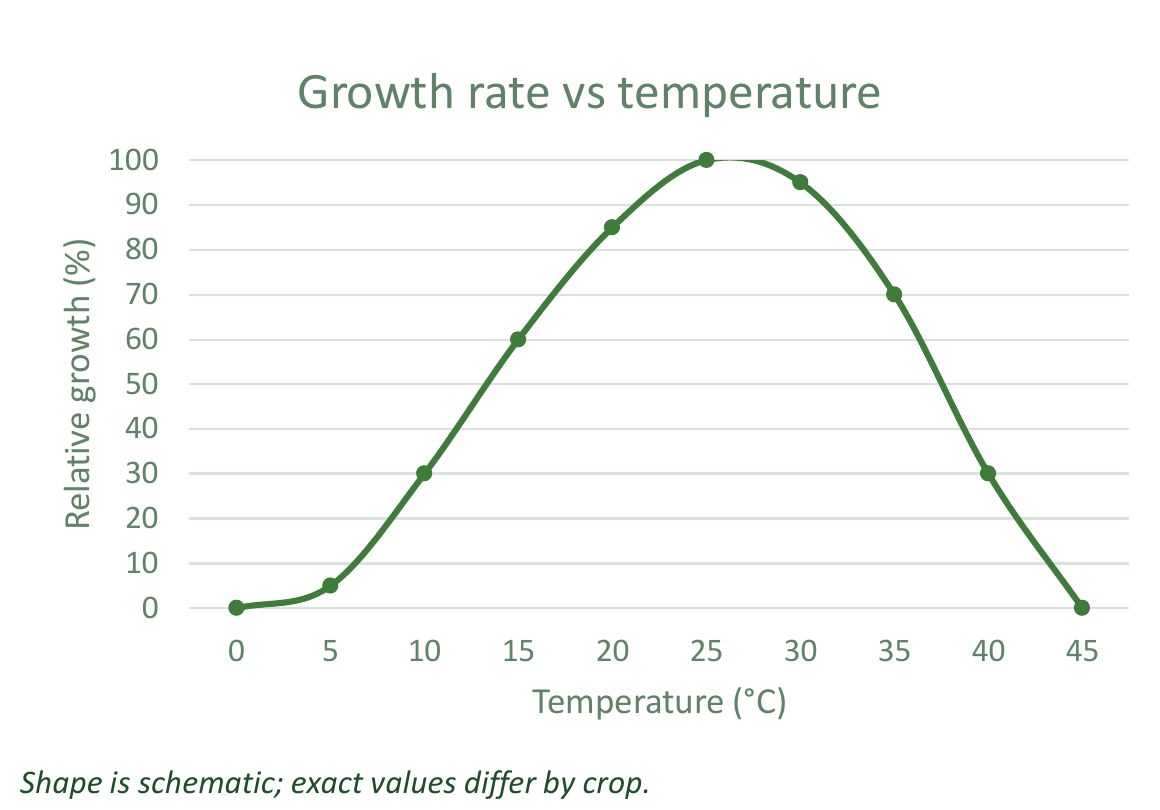 Growth rate vs temperature
Relative growth (%)
100
90
80
70
60
50
40
30
20
10
0
0 5 10 15 20 25 30 35 40 45
Temperature (°C)
Shape is schematic; exact values differ by crop.